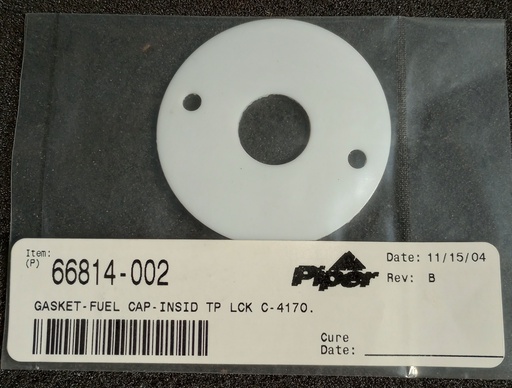 Item:
(P) 66814-002
Piper
Date: 11/15/04
Rev: B
GASKET-FUEL CAP-INSID TP LCK C-4170.
Cure
Date: